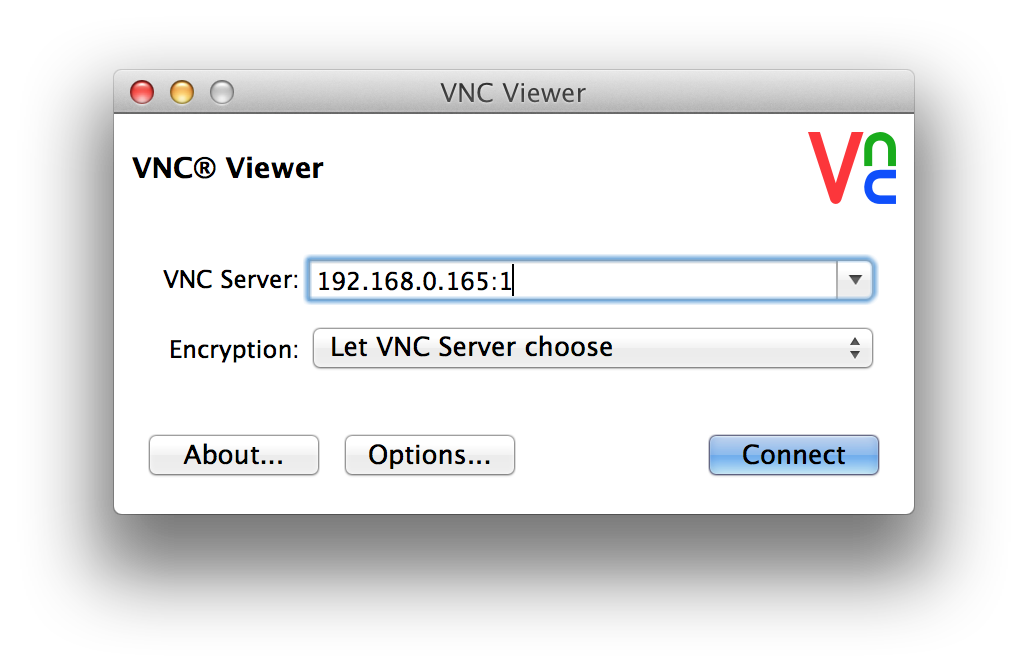 VNC Viewer
VNC® Viewer
Vnc
VNC Server: 192.168.0.165:1
Encryption: Let VNC Server choose
About... Options... Connect